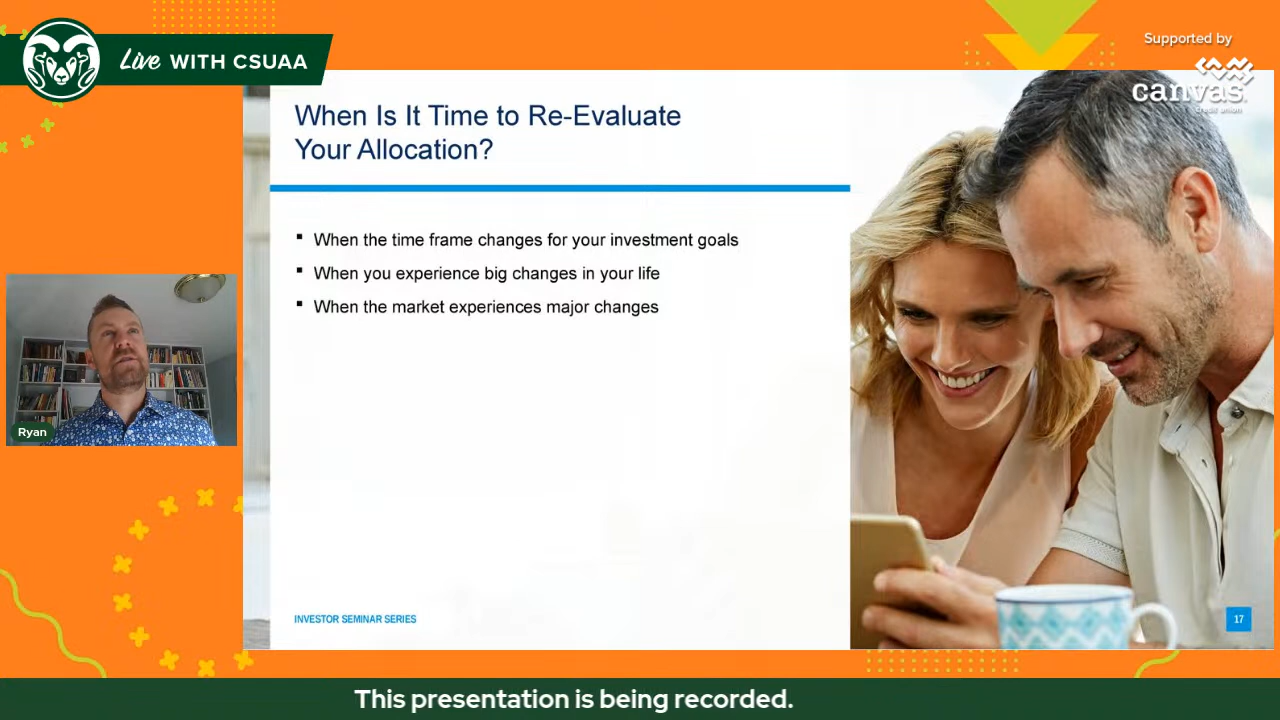 Live WITH CSUAA
Supported by
canvas
credit union
When Is It Time to Re-Evaluate
Your Allocation?
▪ When the time frame changes for your investment goals
▪ When you experience big changes in your life
▪ When the market experiences major changes
Ryan
INVESTOR SEMINAR SERIES
17
This presentation is being recorded.